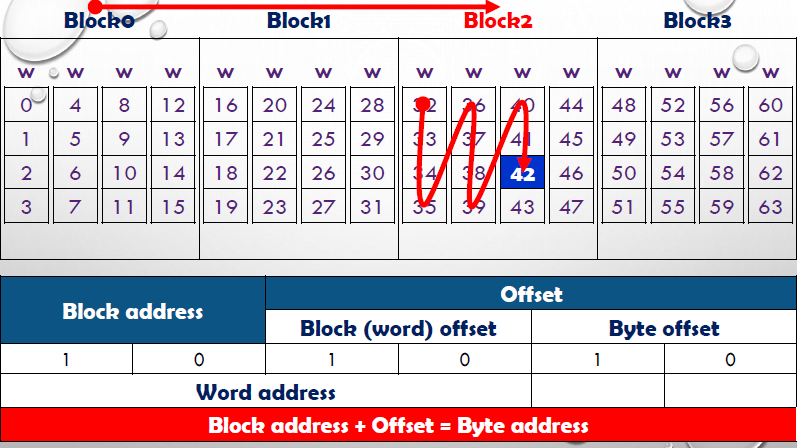 Block0 Block1 Block2 Block3
w w w w w w w w w w w w w w w w
0 4 8 12 16 20 24 28 32 36 40 44 48 52 56 60
1 5 9 13 17 21 25 29 33 37 41 45 49 53 57 61
2 6 10 14 18 22 26 30 34 38 42 46 50 54 58 62
3 7 11 15 19 23 27 31 35 39 43 47 51 55 59 63
Block address Offset
Block (word) offset Byte offset
1 0 1 0 1 0
Word address
Block address + Offset = Byte address